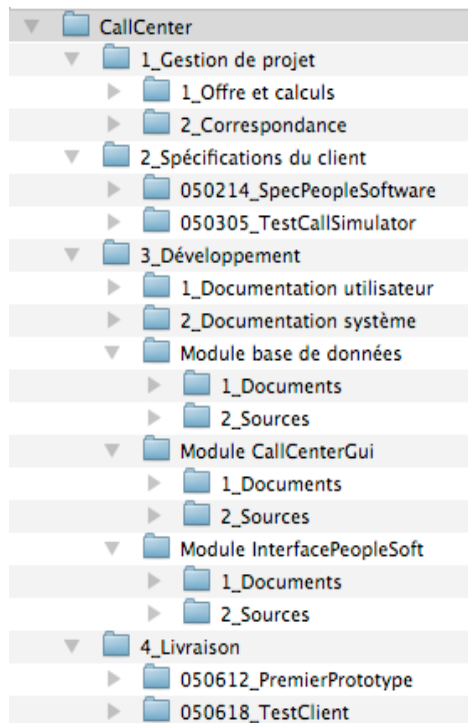 CallCenter
1_Gestion de projet
1_Offre et calculs
2_Correspondance
2_Spécifications du client
050214_SpecPeopleSoftware
050305_TestCallSimulator
3_Développement
1_Documentation utilisateur
2_Documentation système
Module base de données
1_Documents
2_Sources
Module CallCenterGui
1_Documents
2_Sources
Module InterfacePeopleSoft
1_Documents
2_Sources
4_Livraison
050612_PremierPrototype
050618_TestClient